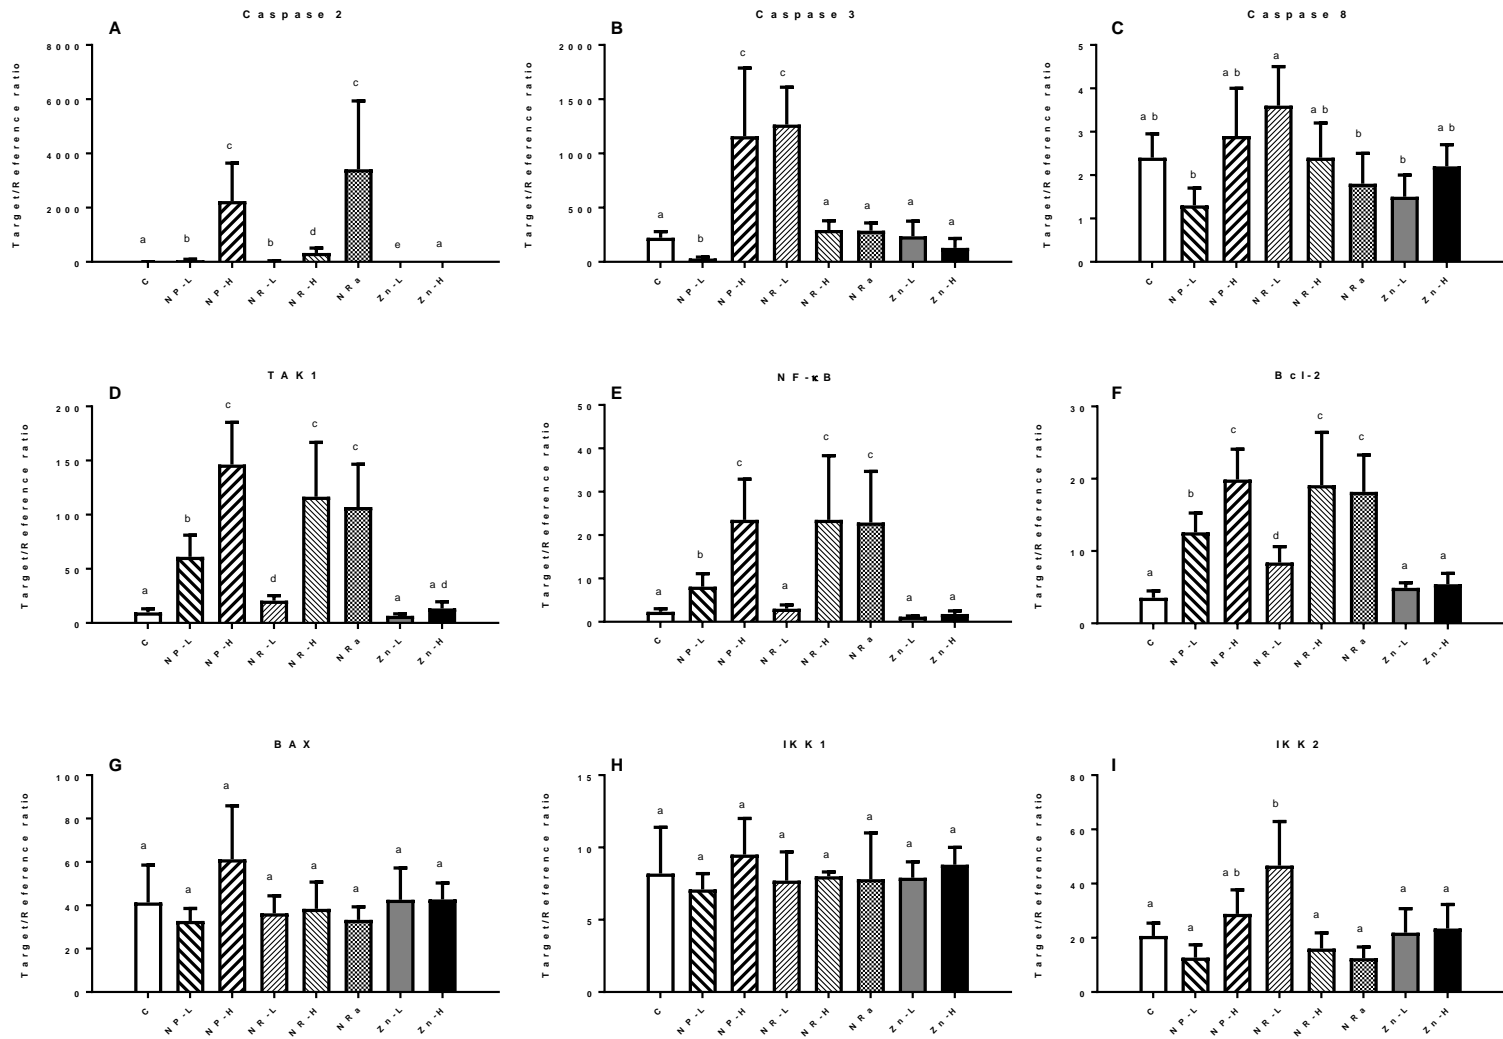 Caspase 2
A
Target/Reference ratio
8000
6000
4000
2000
0
a
b
c
b
d
c
e
a
C
NP-L
NP-H
NR-L
NR-H
NRa
Zn-L
Zn-H
Caspase 3
B
Target/Reference ratio
2000
1500
1000
500
0
a
b
c
c
a
a
a
a
C
NP-L
NP-H
NR-L
NR-H
NRa
Zn-L
Zn-H
Caspase 8
C
Target/Reference ratio
5
4
3
2
1
0
ab
b
ab
a
ab
b
b
ab
C
NP-L
NP-H
NR-L
NR-H
NRa
Zn-L
Zn-H
TAK1
D
Target/Reference ratio
200
150
100
50
0
a
b
c
d
c
c
a
ad
C
NP-L
NP-H
NR-L
NR-H
NRa
Zn-L
Zn-H
NF-κB
E
Target/Reference ratio
50
40
30
20
10
0
a
b
c
a
c
c
a
a
C
NP-L
NP-H
NR-L
NR-H
NRa
Zn-L
Zn-H
Bcl-2
F
Target/Reference ratio
30
20
10
0
a
b
c
d
c
c
a
a
C
NP-L
NP-H
NR-L
NR-H
NRa
Zn-L
Zn-H
BAX
G
Target/Reference ratio
100
80
60
40
20
0
a
a
a
a
a
a
a
a
C
NP-L
NP-H
NR-L
NR-H
NRa
Zn-L
Zn-H
IKK1
H
Target/Reference ratio
15
10
5
0
a
a
a
a
a
a
a
a
C
NP-L
NP-H
NR-L
NR-H
NRa
Zn-L
Zn-H
IKK2
I
Target/Reference ratio
80
60
40
20
0
a
a
ab
b
a
a
a
a
C
NP-L
NP-H
NR-L
NR-H
NRa
Zn-L
Zn-H